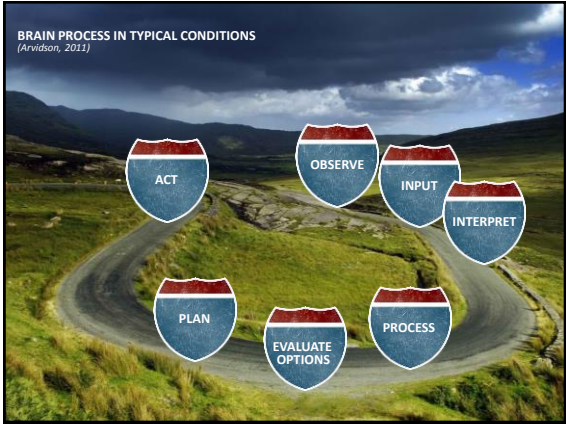 BRAIN PROCESS IN TYPICAL CONDITIONS
(Arvidson, 2011)
OBSERVE
INPUT
INTERPRET
PROCESS
EVALUATE
OPTIONS
PLAN
ACT